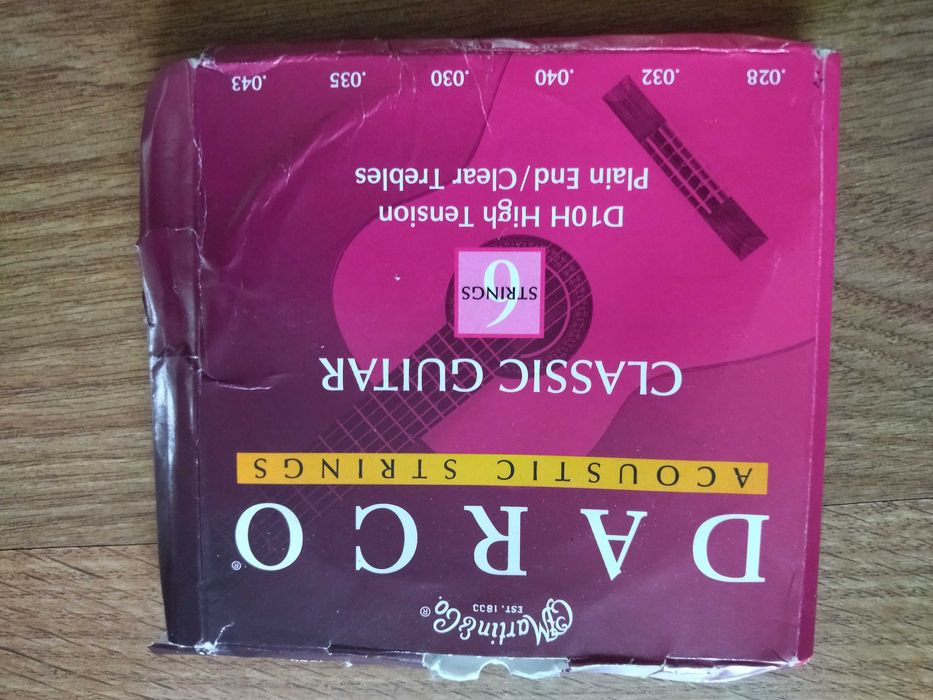 CF Martin & Co.®
EST. 1833
DARCO®
ACOUSTIC STRINGS
CLASSIC GUITAR
6
STRINGS
D10H High Tension
Plain End/Clear Trebles
.028 .032 .040 .030 .035 .043